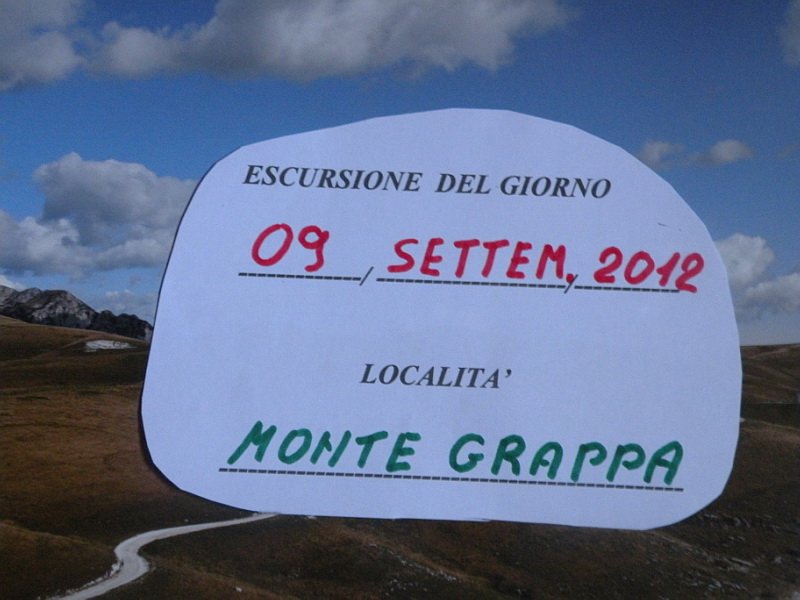 ESCURSIONE DEL GIORNO
09 / SETTEM, / 2012
LOCALITA'
MONTE GRAPPA